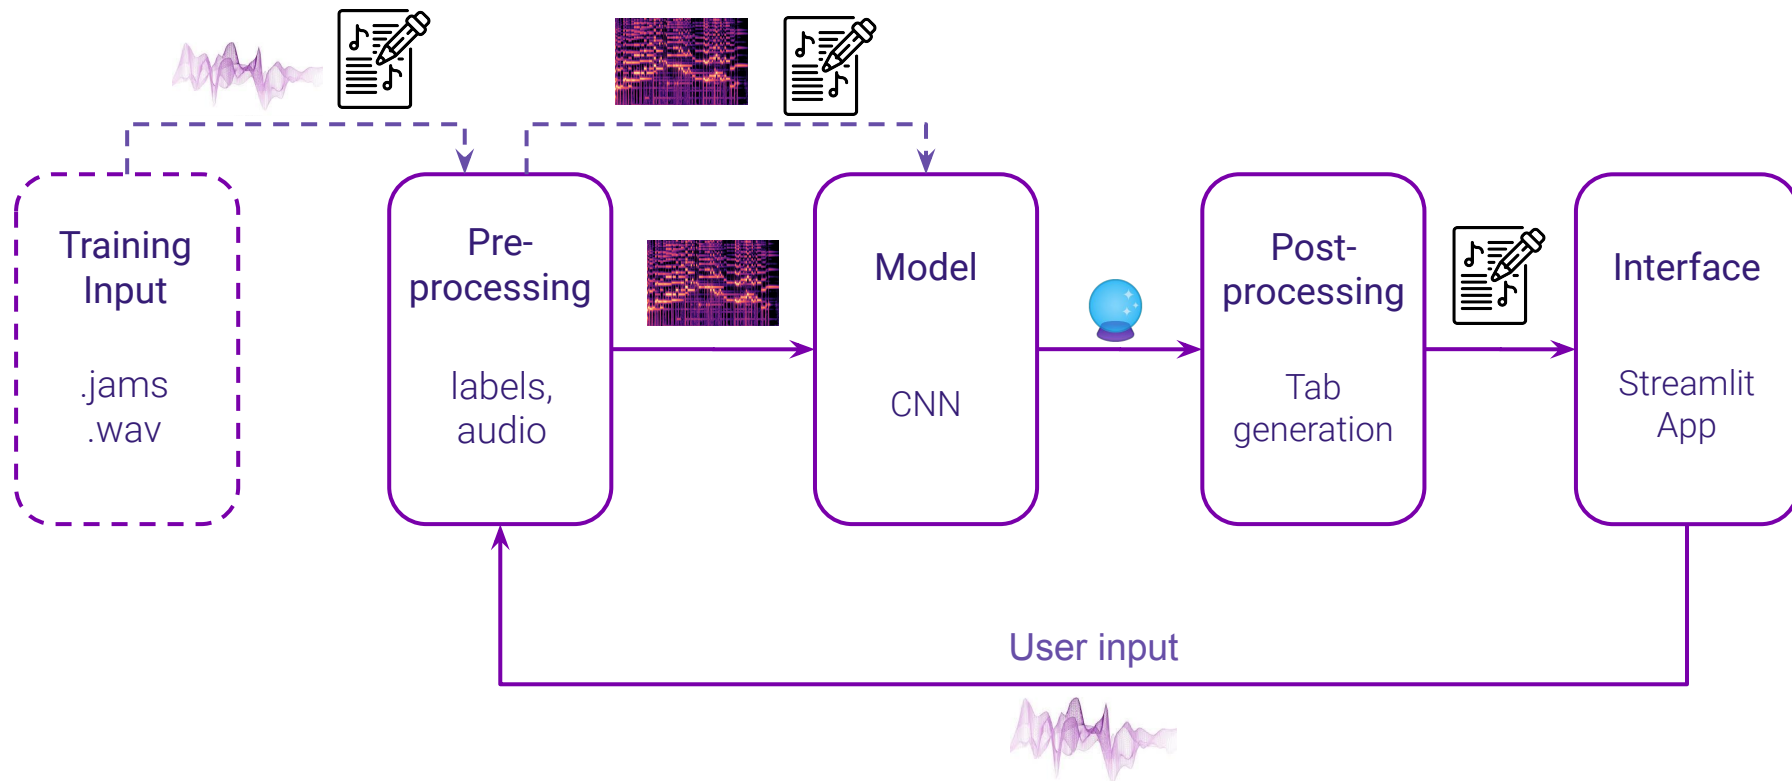 Training
Input
.jams
.wav
Pre-
processing
labels,
audio
Model
CNN
Post-
processing
Tab
generation
Interface
Streamlit
App
User input